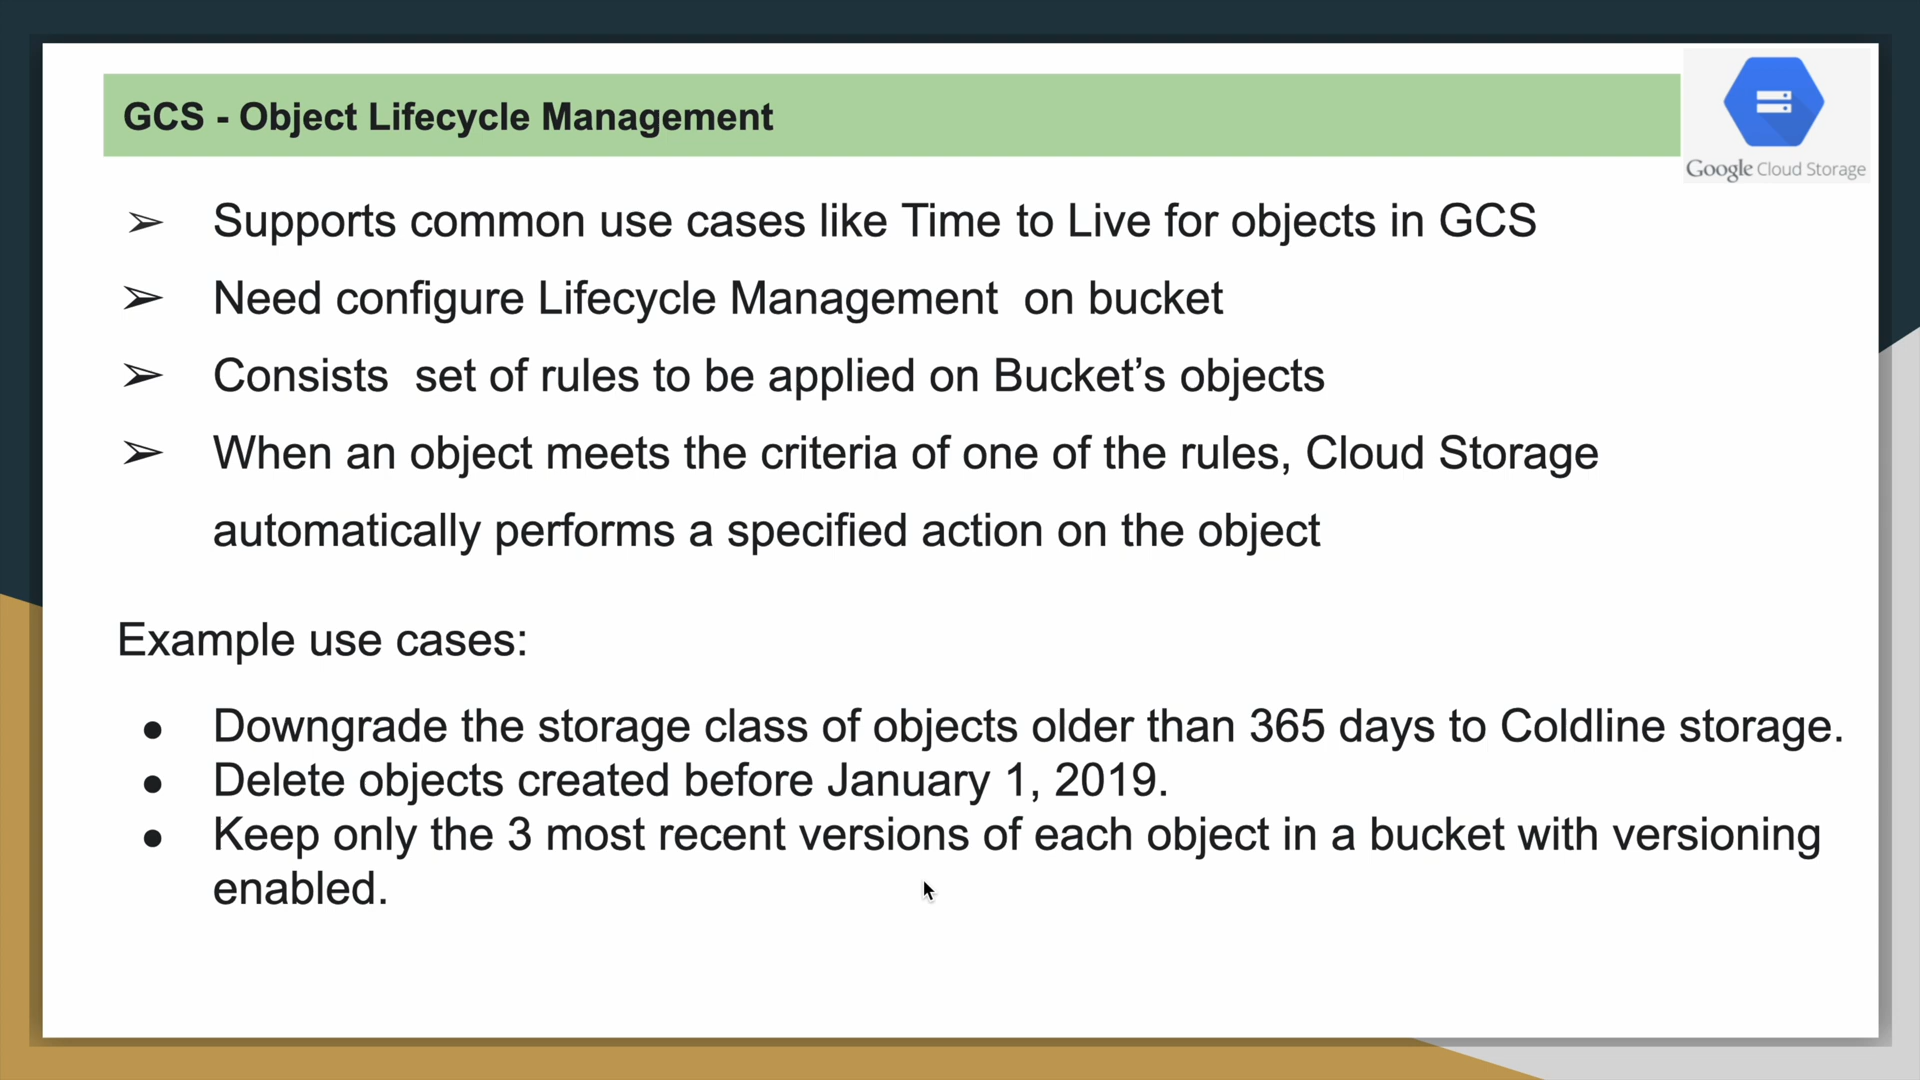 GCS - Object Lifecycle Management
Google Cloud Storage
➢ Supports common use cases like Time to Live for objects in GCS
➢ Need configure Lifecycle Management  on bucket
➢ Consists  set of rules to be applied on Bucket’s objects
➢ When an object meets the criteria of one of the rules, Cloud Storage
automatically performs a specified action on the object
Example use cases:
● Downgrade the storage class of objects older than 365 days to Coldline storage.
● Delete objects created before January 1, 2019.
● Keep only the 3 most recent versions of each object in a bucket with versioning
enabled.